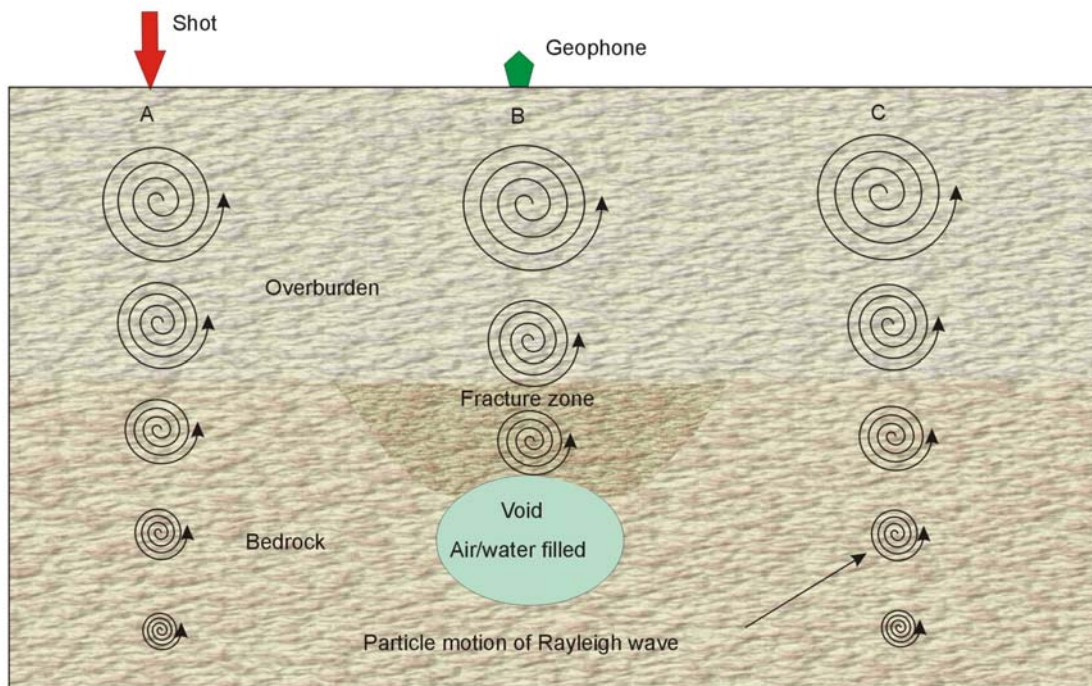 Shot
Geophone
A
B
C
Overburden
Fracture zone
Void
Bedrock
Air/water filled
Particle motion of Rayleigh wave